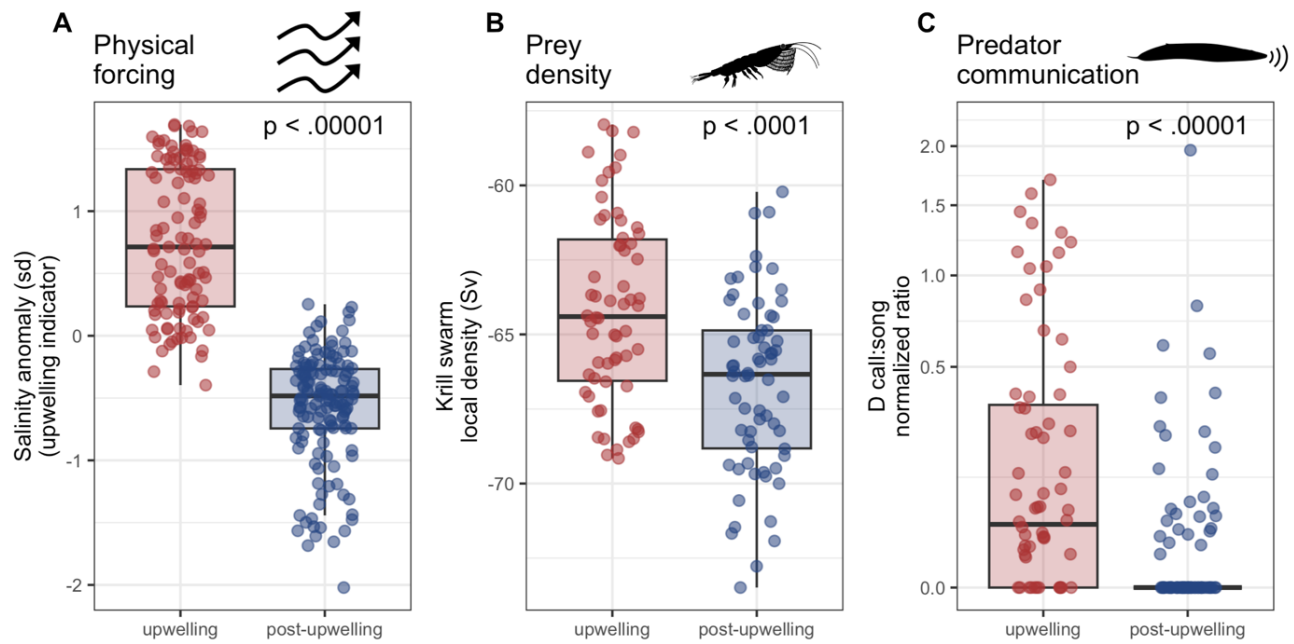 A
Physical
forcing
p < .00001
Salinity anomaly (sd)
(upwelling indicator)
1
0
-1
-2
upwelling
post-upwelling
B
Prey
density
p < .0001
Krill swarm
local density (Sv)
-60
-65
-70
upwelling
post-upwelling
C
Predator
communication
p < .00001
D call:song
normalized ratio
2.0
1.5
1.0
0.5
0.0
upwelling
post-upwelling